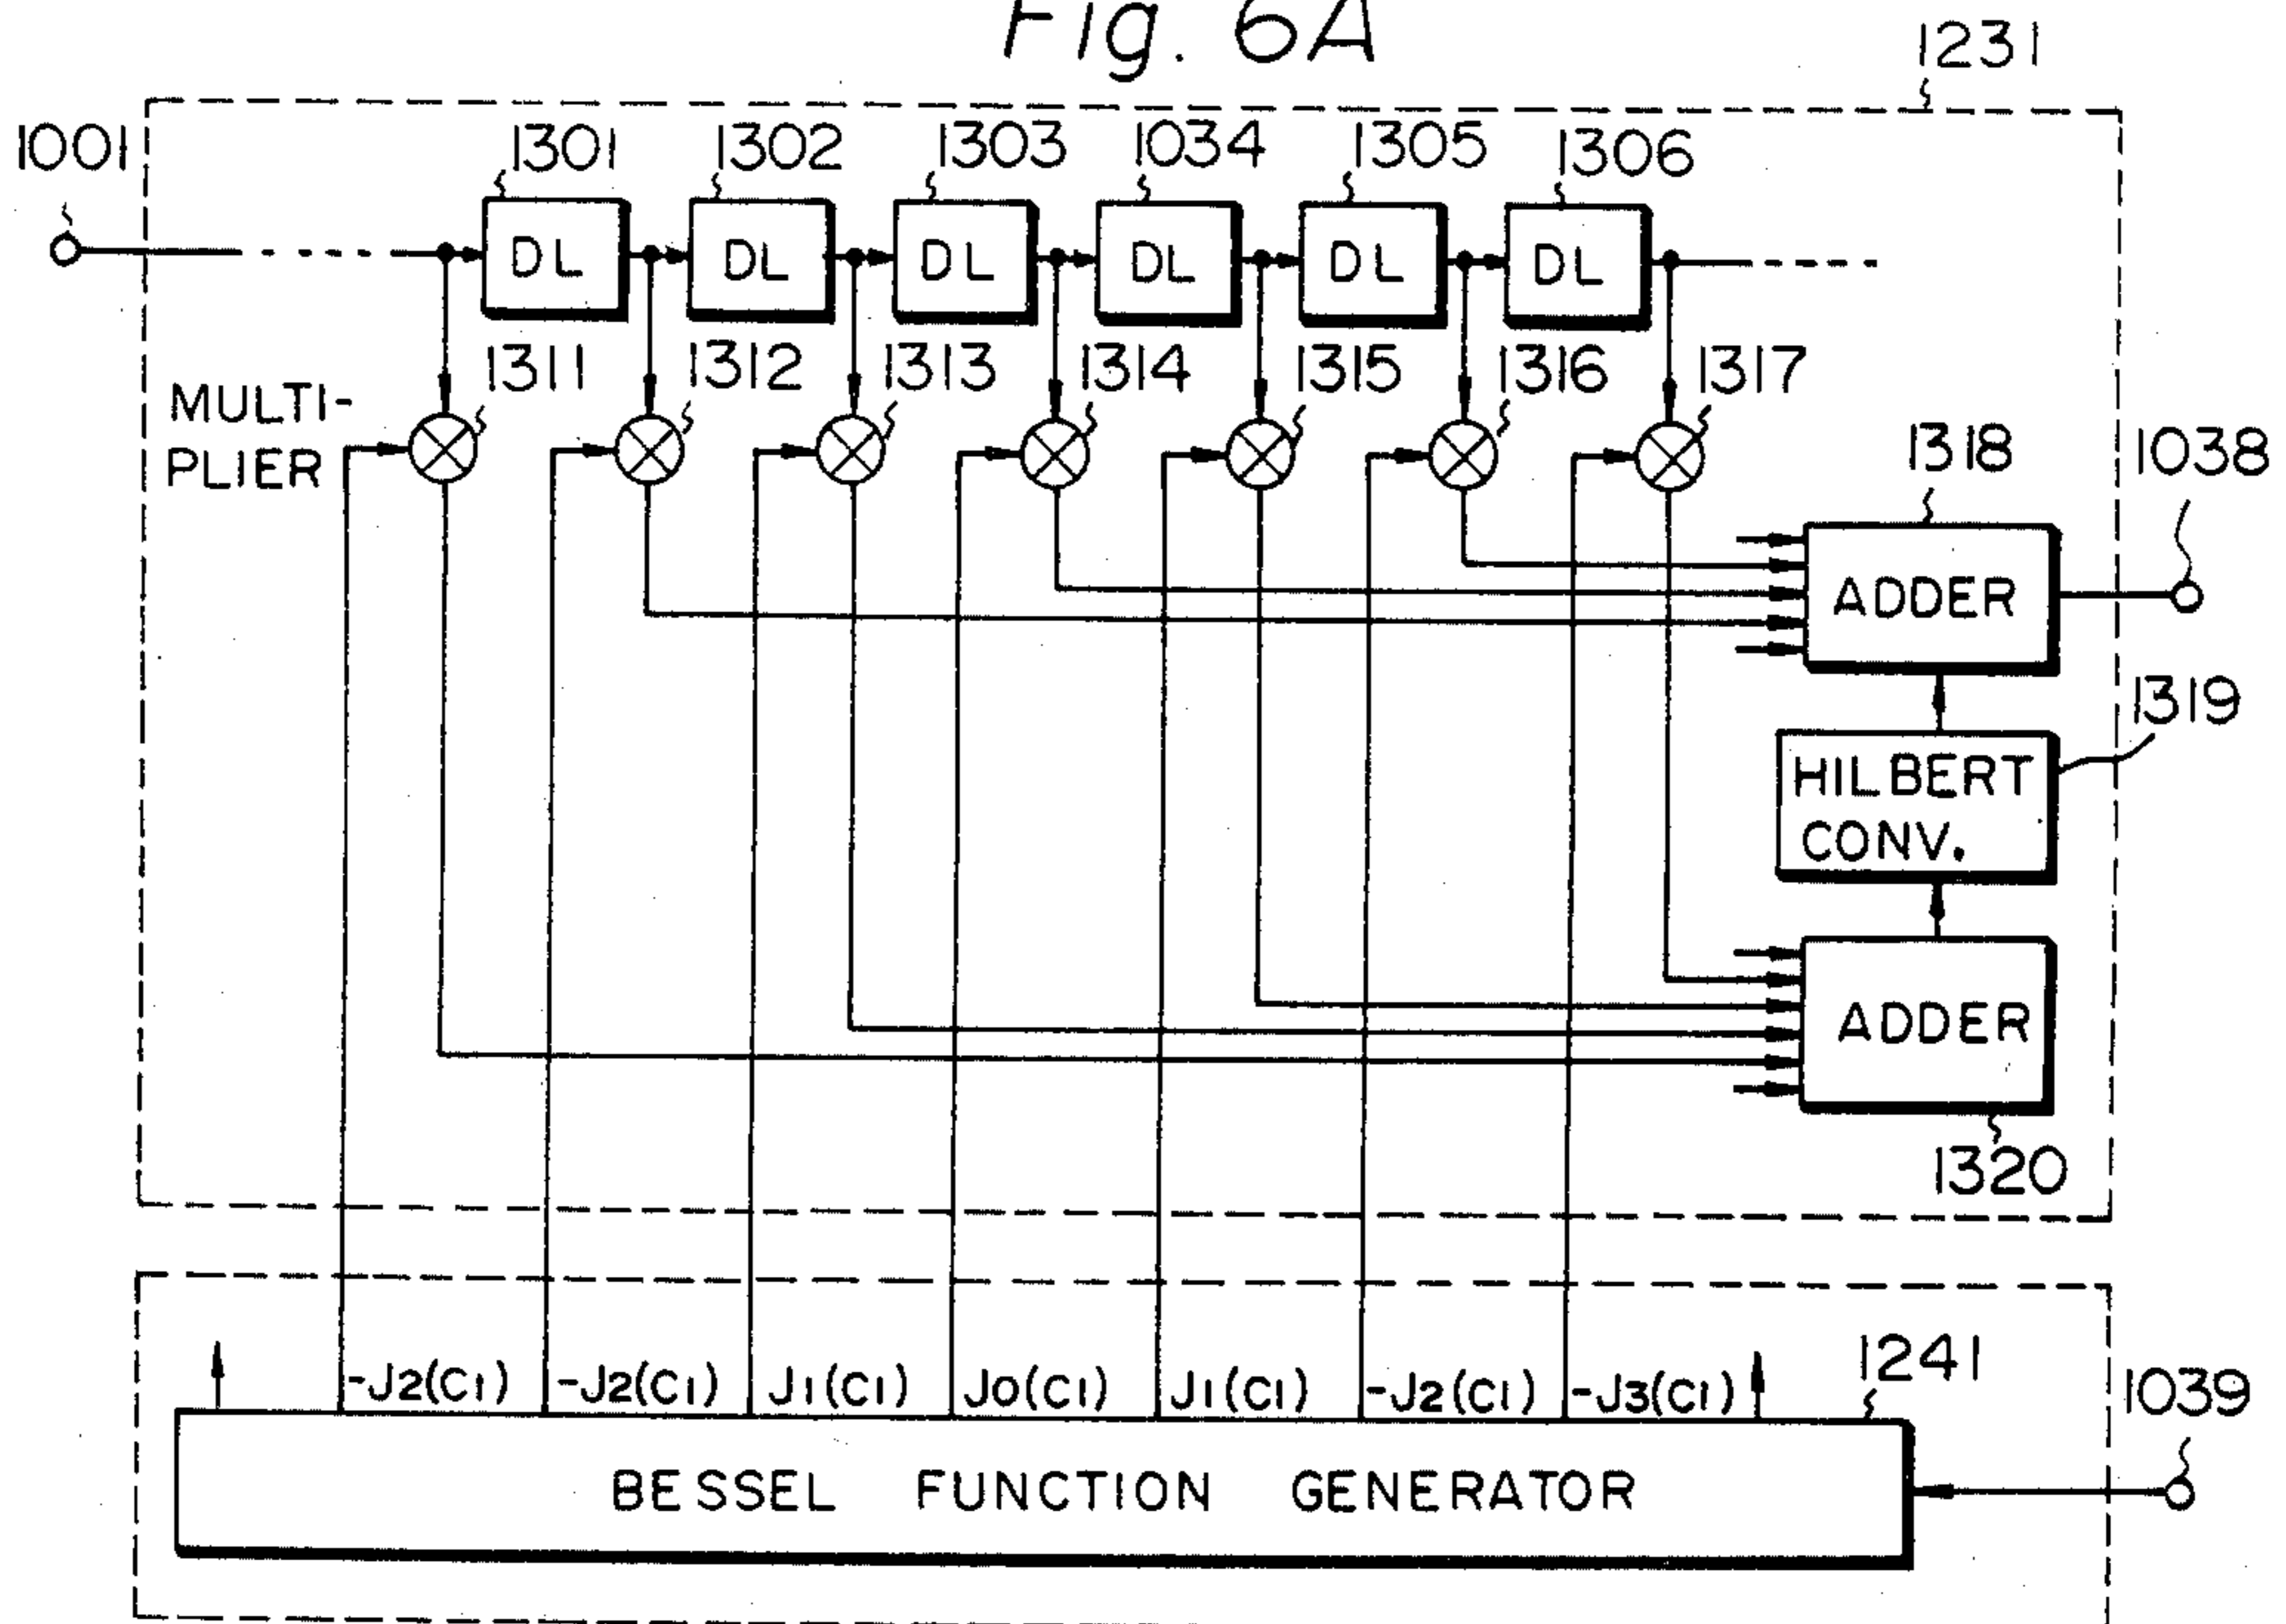 Fig. 6A
1231
1001
1301
1302
1303
1034
1305
1306
DL
DL
DL
DL
DL
DL
1311
1312
1313
1314
1315
1316
1317
MULTI-
PLIER
1318
1038
ADDER
1319
HILBERT
CONV.
ADDER
1320
-J2(C1)
-J2(C1)
J1(C1)
J0(C1)
J1(C1)
-J2(C1)
-J3(C1)
1241
1039
BESSEL FUNCTION GENERATOR